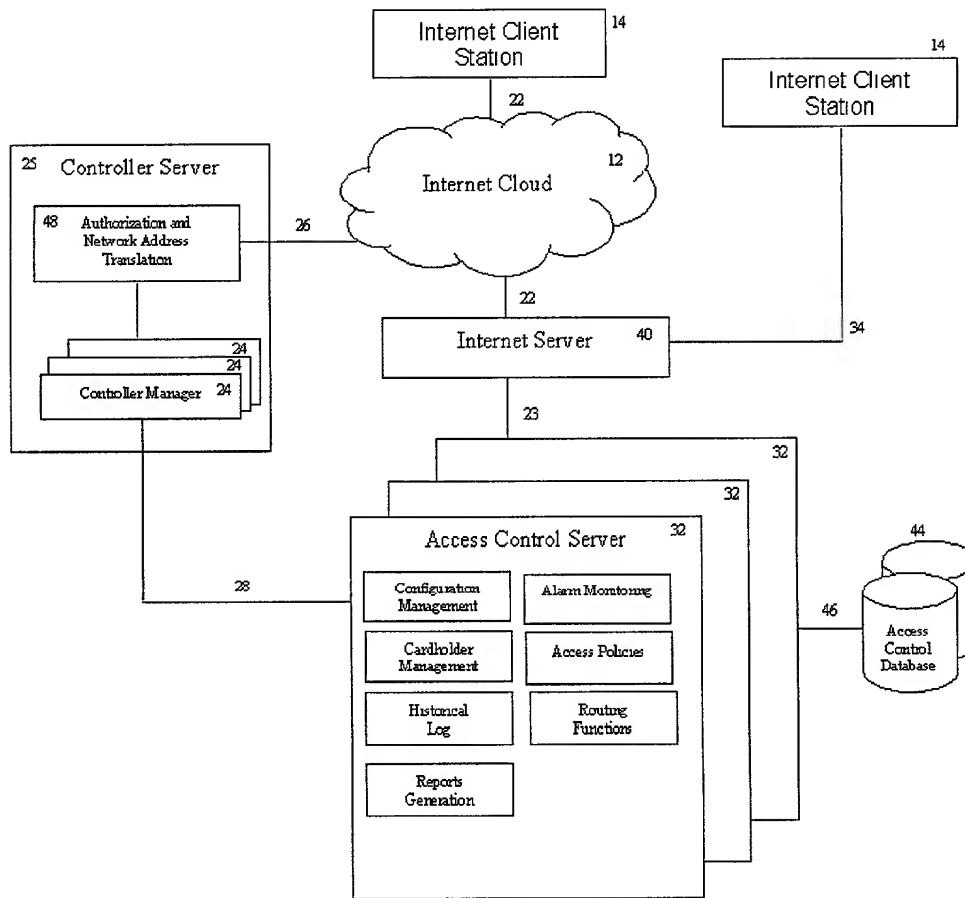 Internet Client
Station
14
14
Internet Client
Station
22
12
Internet Cloud
25
Controller Server
48
Authorization and
Network Address
Translation
26
22
Internet Server
40
34
24
24
Controller Manager
24
23
32
32
32
Access Control Server
44
Configuration
Management
Alarm Monitoring
28
46
Cardholder
Management
Access Policies
Access
Control
Database
Historical
Log
Routing
Functions
Reports
Generation